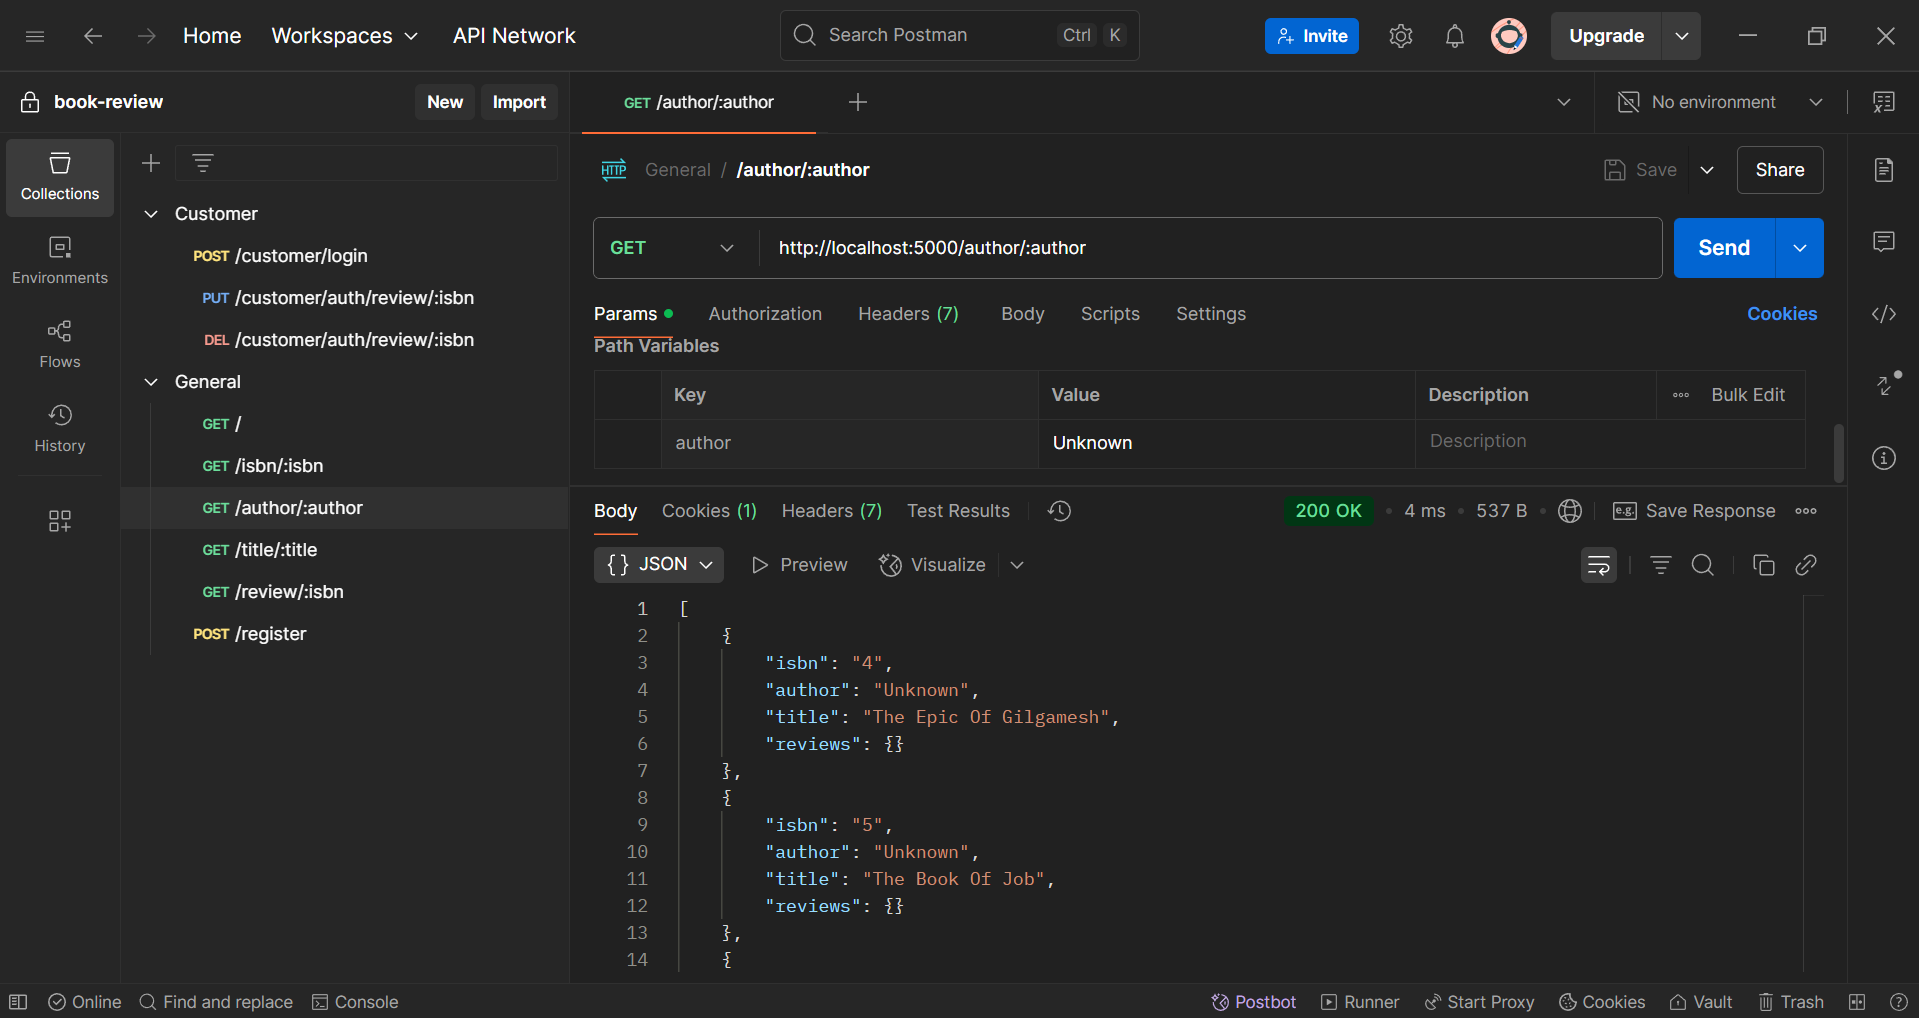 Home Workspaces API Network Search Postman Ctrl K Invite Upgrade
book-review New Import GET /author/:author No environment
Collections
Environments
Flows
History
Customer
POST /customer/login
PUT /customer/auth/review/:isbn
DEL /customer/auth/review/:isbn
General
GET /
GET /isbn/:isbn
GET /author/:author
GET /title/:title
GET /review/:isbn
POST /register
HTTP General / /author/:author Save Share
GET http://localhost:5000/author/:author Send
Params Authorization Headers (7) Body Scripts Settings Cookies
Path Variables
Key Value Description Bulk Edit
author Unknown Description
Body Cookies (1) Headers (7) Test Results 200 OK • 4 ms • 537 B • e.g. Save Response
{} JSON Preview Visualize
1 [
2 {
3 "isbn": "4",
4 "author": "Unknown",
5 "title": "The Epic Of Gilgamesh",
6 "reviews": {}
7 },
8 {
9 "isbn": "5",
10 "author": "Unknown",
11 "title": "The Book Of Job",
12 "reviews": {}
13 },
14 {
Online Find and replace Console Postbot Runner Start Proxy Cookies Vault Trash